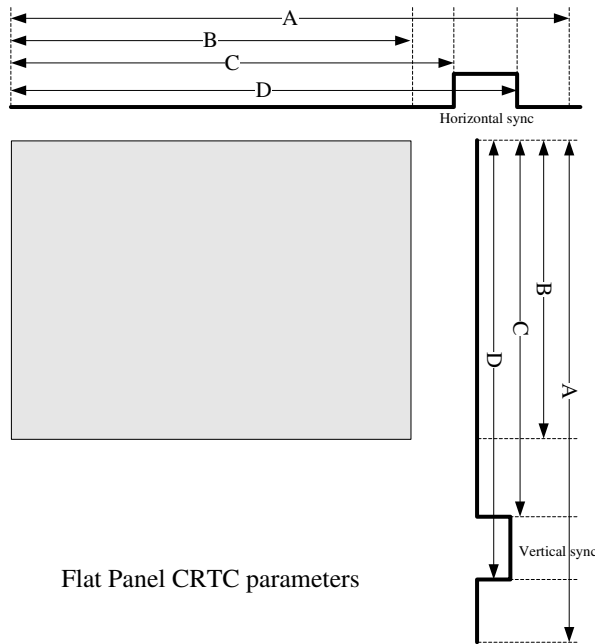 A
B
C
D
Horizontal sync
B
C
D
A
Vertical sync
Flat Panel CRTC parameters